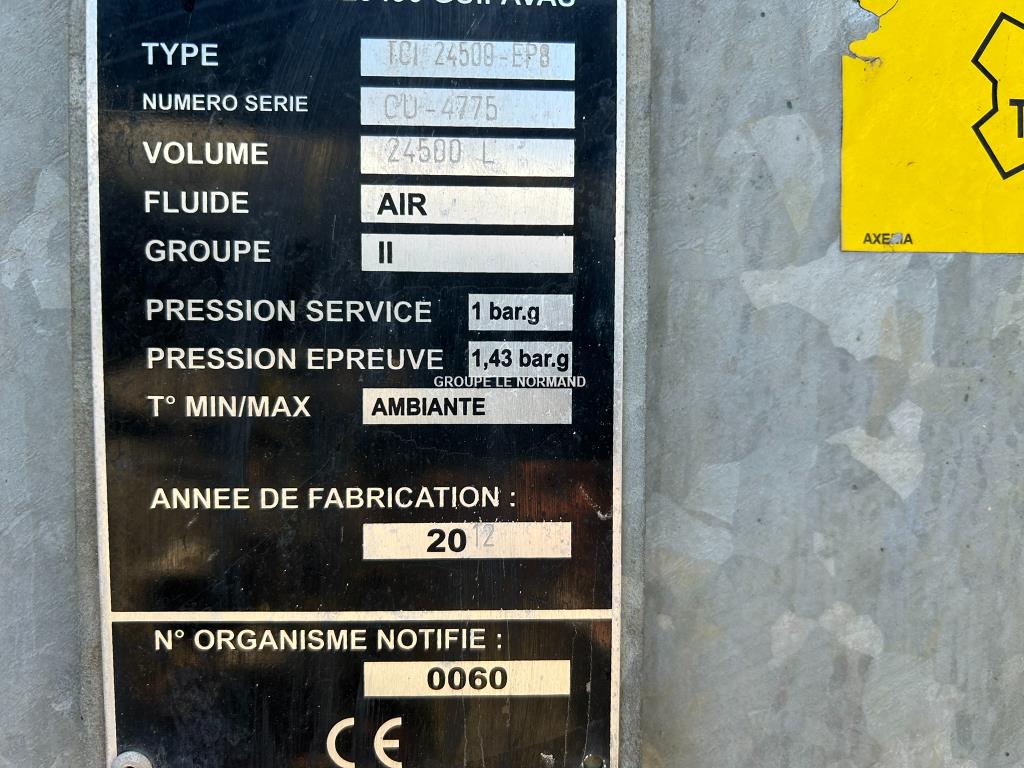 TYPE TCI 24500-EP8
NUMERO SERIE CU-4775
VOLUME 24500 L
FLUIDE AIR
GROUPE II
PRESSION SERVICE 1 bar.g
PRESSION EPREUVE 1,43 bar.g
GROUPE LE NORMAND
T° MIN/MAX AMBIANTE
ANNEE DE FABRICATION :
2012
N° ORGANISME NOTIFIE :
0060
CE
AXEMA